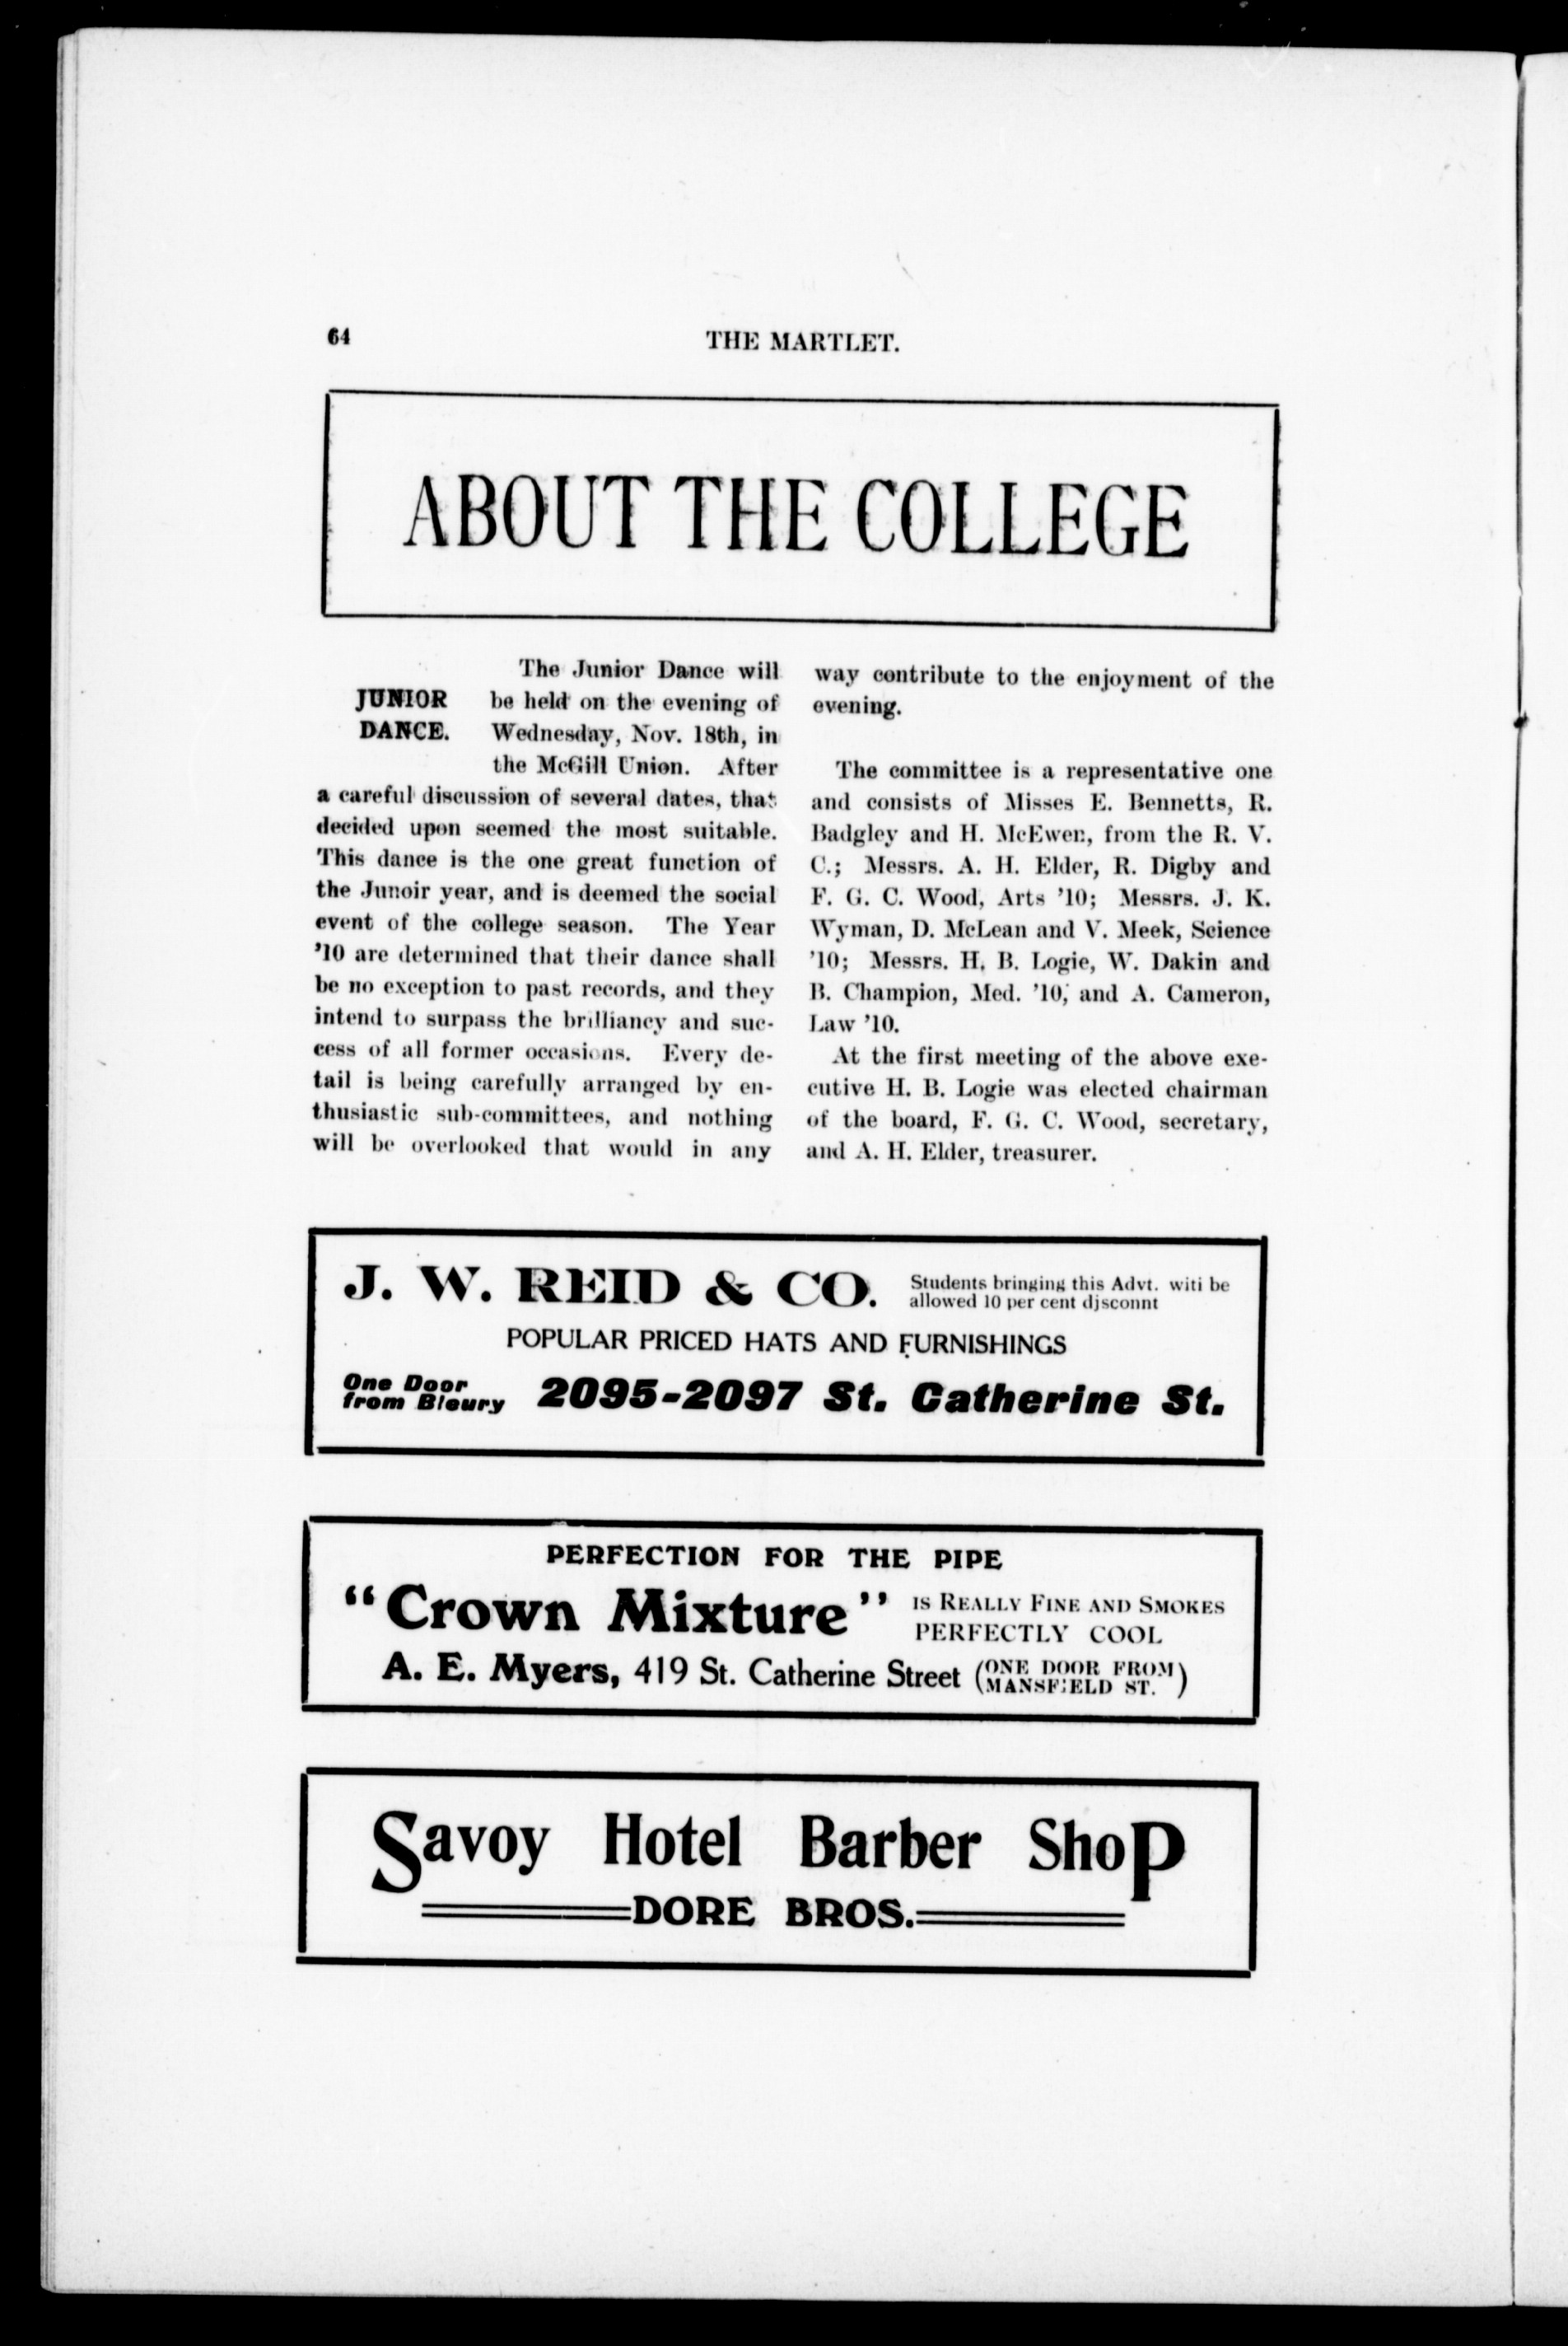 64
THE MARTLET.
ABOUT THE COLLEGE
JUNIOR
DANCE.
The Junior Dance will
be held on the evening of
Wednesday, Nov. 18th, in
the McGill Union. After
a careful discussion of several dates, that
decided upon seemed the most suitable.
This dance is the one great function of
the Junoir year, and is deemed the social
event of the college season. The Year
'10 are determined that their dance shall
be no exception to past records, and they
intend to surpass the brilliancy and suc-
cess of all former occasions. Every de-
tail is being carefully arranged by en-
thusiastic sub-committees, and nothing
will be overlooked that would in any
way contribute to the enjoyment of the
evening.
The committee is a representative one
and consists of Misses E. Bennetts, R.
Badgley and H. McEwen, from the R. V.
C.; Messrs. A. H. Elder, R. Digby and
F. G. C. Wood, Arts '10; Messrs. J. K.
Wyman, D. McLean and V. Meek, Science
'10; Messrs. H. B. Logie, W. Dakin and
B. Champion, Med. '10; and A. Cameron,
Law '10.
At the first meeting of the above exe-
cutive H. B. Logie was elected chairman
of the board, F. G. C. Wood, secretary,
and A. H. Elder, treasurer.
J. W. REID & CO.
Students bringing this Advt. witi be
allowed 10 per cent djsconnt
POPULAR PRICED HATS AND FURNISHINGS
One Door
from Bleury
2095-2097 St. Catherine St.
PERFECTION FOR THE PIPE
"Crown Mixture"
IS REALLY FINE AND SMOKES
PERFECTLY COOL
A. E. Myers, 419 St. Catherine Street
(ONE DOOR FROM
MANSFIELD ST.)
Savoy Hotel Barber Shop
DORE BROS.